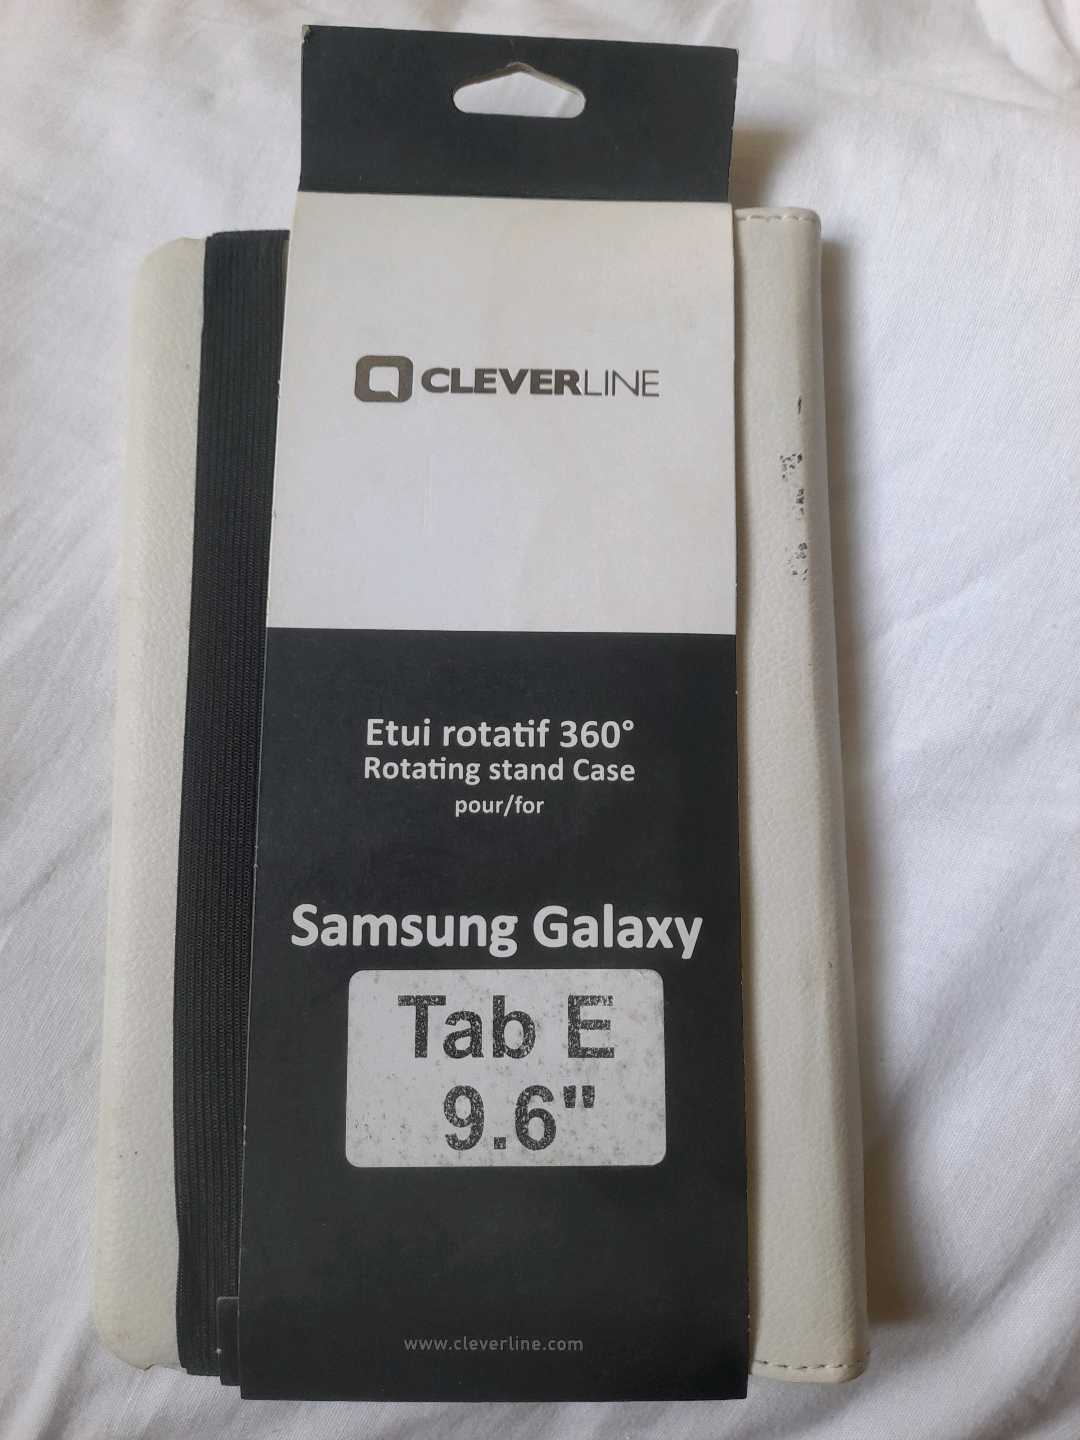 CLEVERLINE
Etui rotatif 360°
Rotating stand Case
pour/for
Samsung Galaxy
Tab E
9.6"
www.cleverline.com